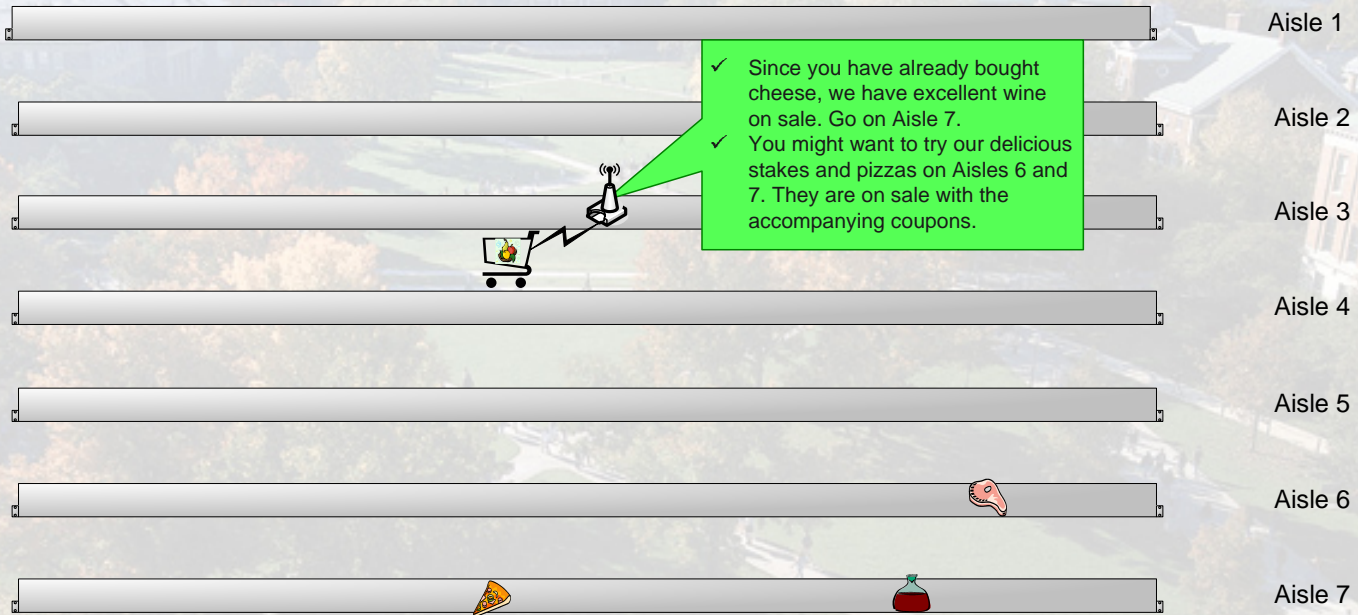 Aisle 1
✓ Since you have already bought
cheese, we have excellent wine
on sale. Go on Aisle 7.
✓ You might want to try our delicious
stakes and pizzas on Aisles 6 and
7. They are on sale with the
accompanying coupons.
Aisle 2
Aisle 3
Aisle 4
Aisle 5
Aisle 6
Aisle 7